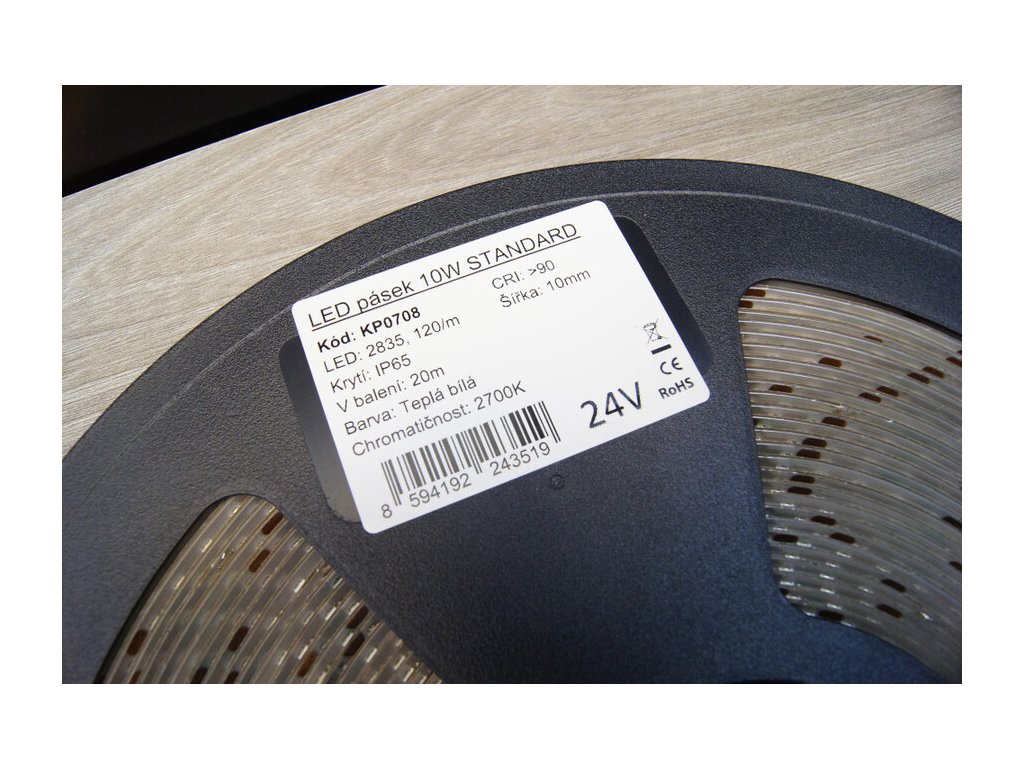 LED pásek 10W STANDARD
Kód: KP0708
CRI: >90
LED: 2835, 120/m
Šířka: 10mm
Krytí: IP65
V balení: 20m
Barva: Teplá bílá
Chromatičnost: 2700K
24V
CE
RoHS
8 594192 243519